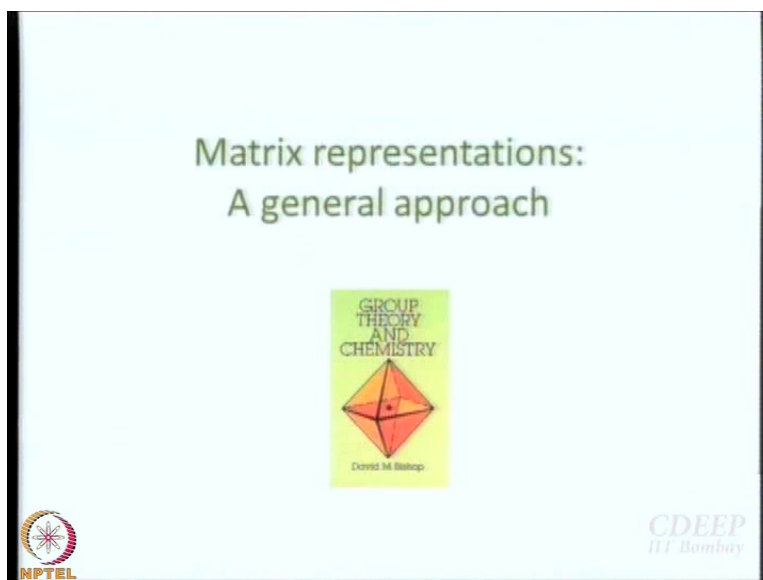 Matrix representations:
A general approach
GROUP
THEORY
AND
CHEMISTRY
David M. Bishop
NPTEL
CDEEP
IIT Bombay